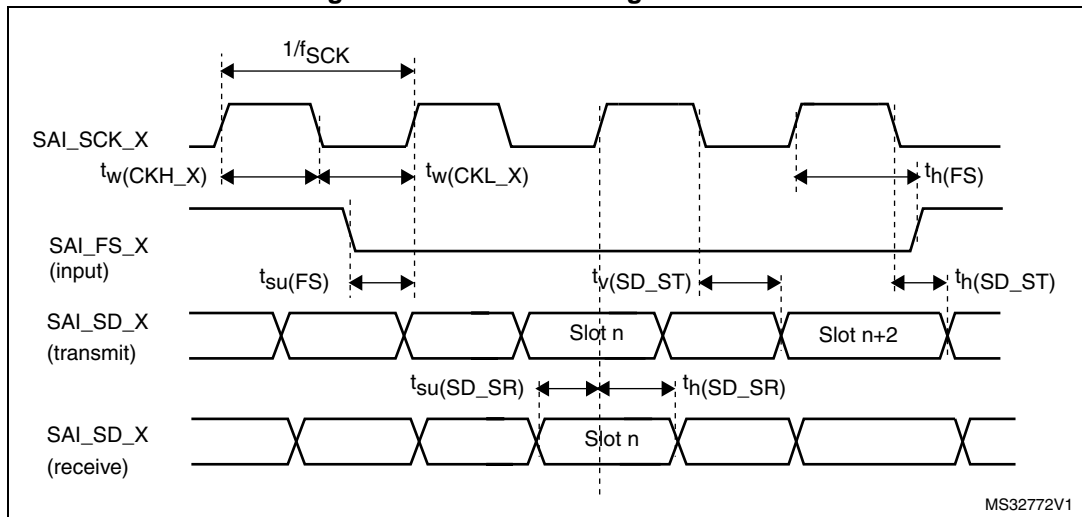 1/fSCK
SAI_SCK_X
tw(CKH_X)
tw(CKL_X)
th(FS)
SAI_FS_X
(input)
tsu(FS)
tv(SD_ST)
th(SD_ST)
SAI_SD_X
(transmit)
Slot n
Slot n+2
tsu(SD_SR)
th(SD_SR)
SAI_SD_X
(receive)
Slot n
MS32772V1